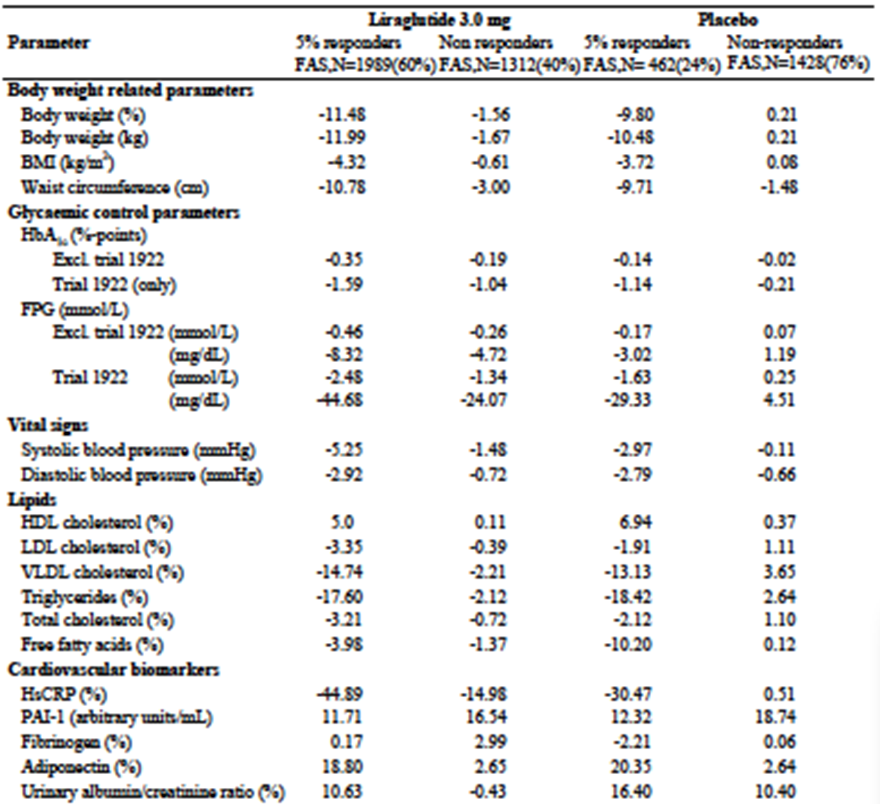 Liraglutide 3.0 mg Placebo
Parameter 5% responders Non responders 5% responders Non-responders
FAS,N=1989(60%) FAS,N=1312(40%) FAS,N= 462(24%) FAS,N=1428(76%)
Body weight related parameters
Body weight (%) -11.48 -1.56 -9.80 0.21
Body weight (kg) -11.99 -1.67 -10.48 0.21
BMI (kg/m²) -4.32 -0.61 -3.72 0.08
Waist circumference (cm) -10.78 -3.00 -9.71 -1.48
Glycaemic control parameters
HbA1c (%-points)
Excl. trial 1922 -0.35 -0.19 -0.14 -0.02
Trial 1922 (only) -1.59 -1.04 -1.14 -0.21
FPG (mmol/L)
Excl. trial 1922 (mmol/L) -0.46 -0.26 -0.17 0.07
(mg/dL) -8.32 -4.72 -3.02 1.19
Trial 1922 (mmol/L) -2.48 -1.34 -1.63 0.25
(mg/dL) -44.68 -24.07 -29.33 4.51
Vital signs
Systolic blood pressure (mmHg) -5.25 -1.48 -2.97 -0.11
Diastolic blood pressure (mmHg) -2.92 -0.72 -2.79 -0.66
Lipids
HDL cholesterol (%) 5.0 0.11 6.94 0.37
LDL cholesterol (%) -3.35 -0.39 -1.91 1.11
VLDL cholesterol (%) -14.74 -2.21 -13.13 3.65
Triglycerides (%) -17.60 -2.12 -18.42 2.64
Total cholesterol (%) -3.21 -0.72 -2.12 1.10
Free fatty acids (%) -3.98 -1.37 -10.20 0.12
Cardiovascular biomarkers
HsCRP (%) -44.89 -14.98 -30.47 0.51
PAI-1 (arbitrary units/mL) 11.71 16.54 12.32 18.74
Fibrinogen (%) 0.17 2.99 -2.21 0.06
Adiponectin (%) 18.80 2.65 20.35 2.64
Urinary albumin/creatinine ratio (%) 10.63 -0.43 16.40 10.40